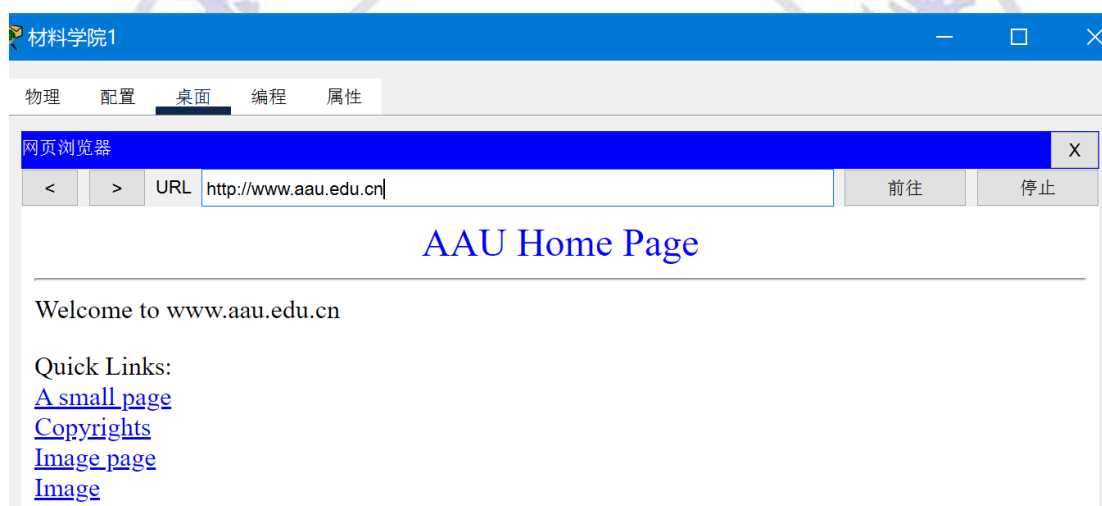 材料学院1
物理 配置 桌面 编程 属性
网页浏览器 X
< > URL http://www.aau.edu.cn 前往 停止
AAU Home Page
Welcome to www.aau.edu.cn
Quick Links:
A small page
Copyrights
Image page
Image